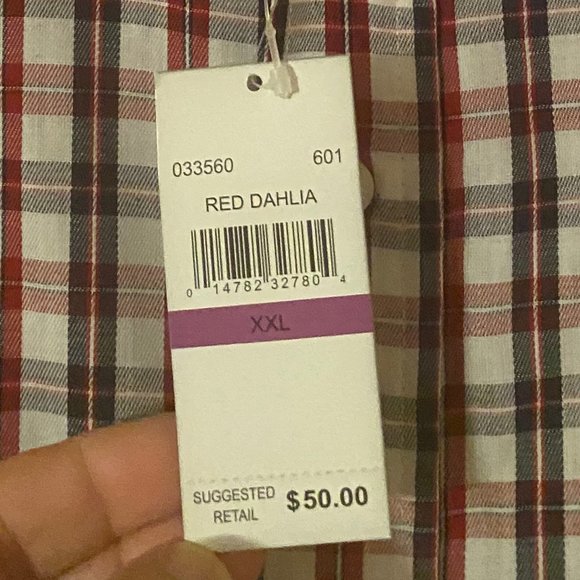 033560 601
RED DAHLIA
0 14782 32780 4
XXL
SUGGESTED RETAIL $50.00